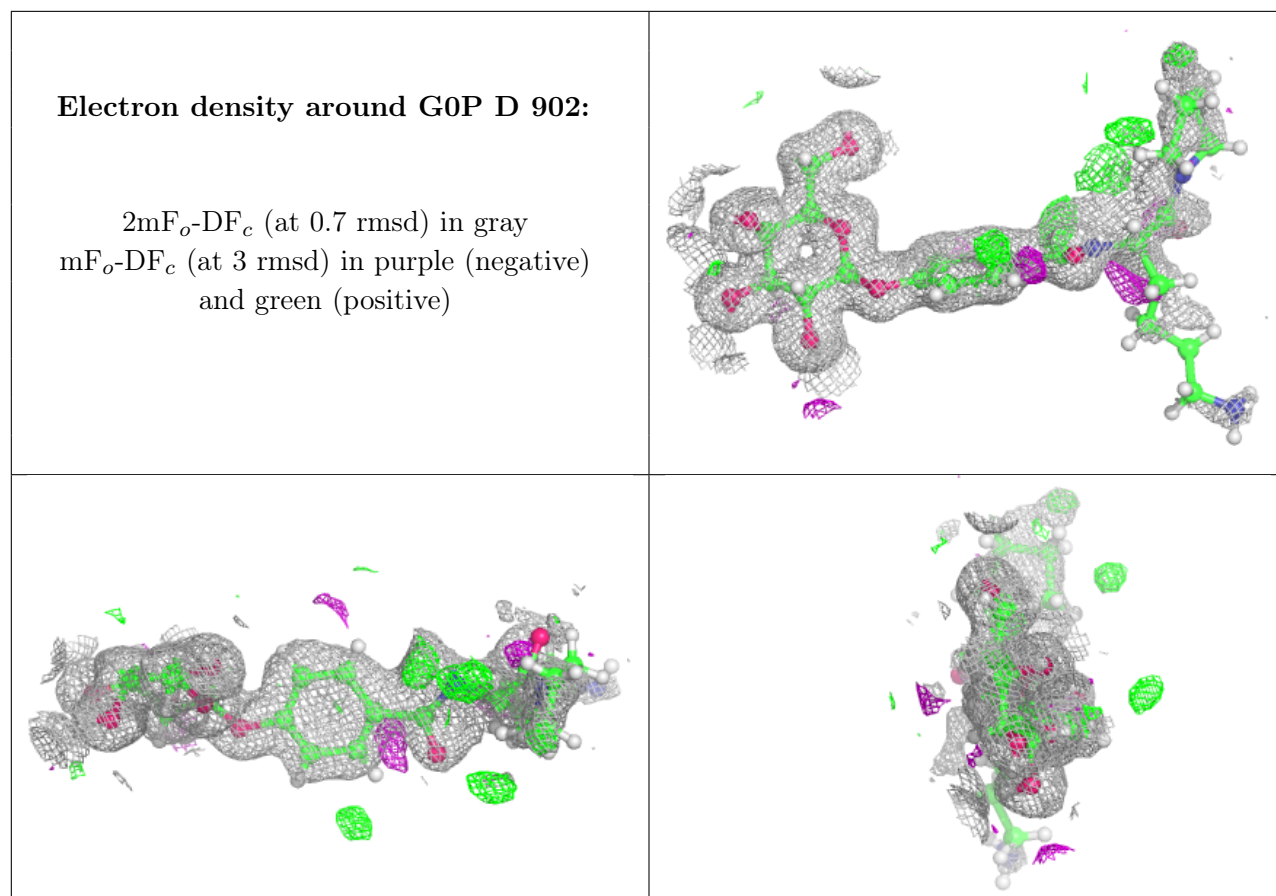 Electron density around G0P D 902:
2mFₒ-DF𝒸 (at 0.7 rmsd) in gray
mFₒ-DF𝒸 (at 3 rmsd) in purple (negative)
and green (positive)